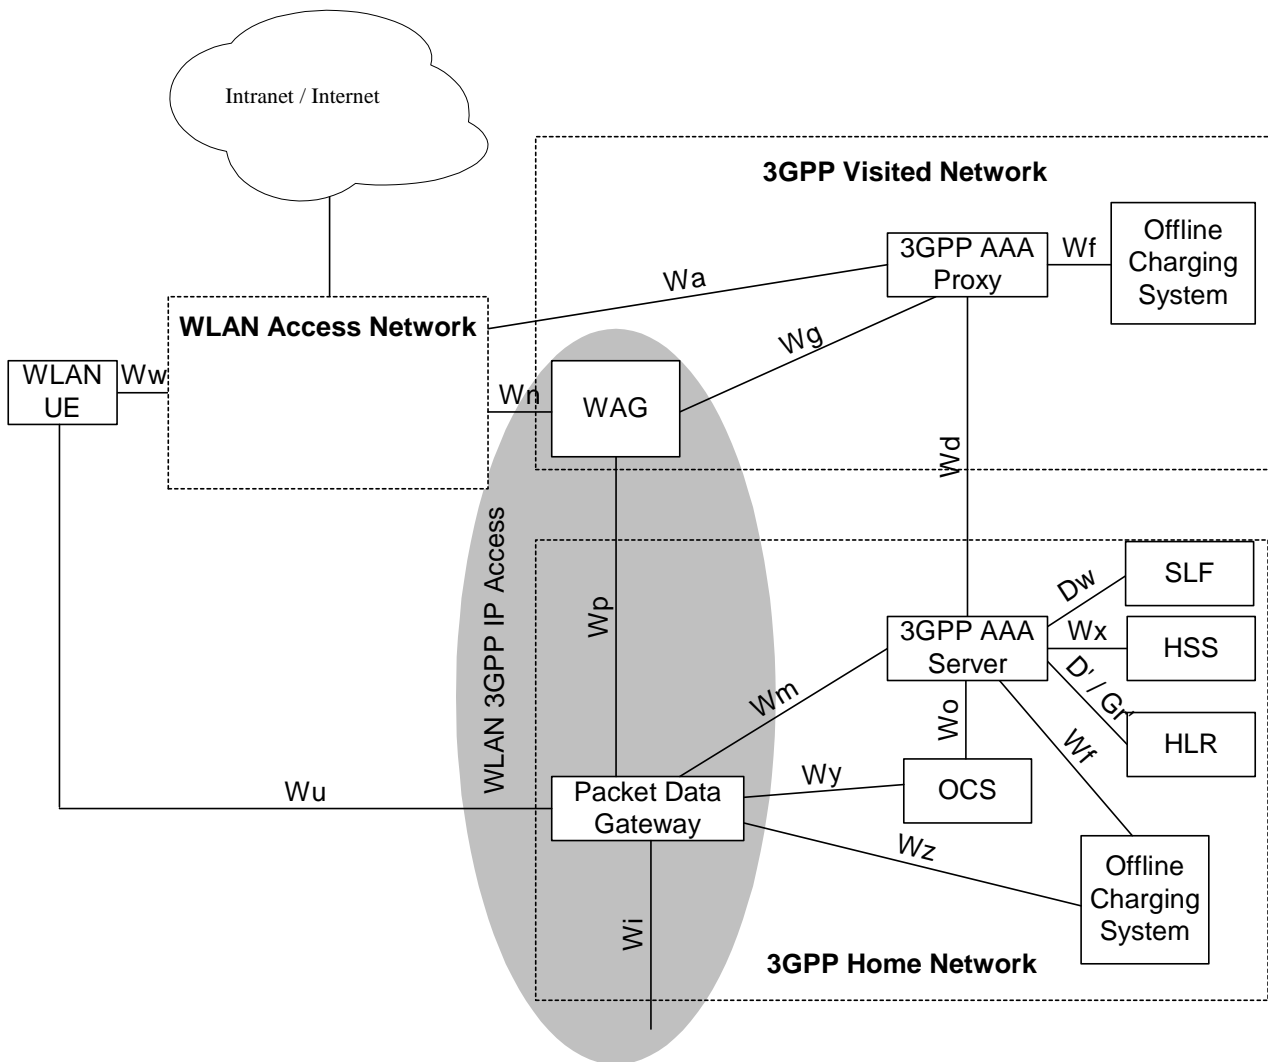 Intranet / Internet
3GPP Visited Network
3GPP AAA
Proxy
Wf
Offline
Charging
System
Wa
Wg
WLAN Access Network
WLAN
UE
Ww
Wn
WAG
Wd
WLAN 3GPP IP Access
Wp
Dw
SLF
3GPP AAA
Server
Wx
HSS
D' / Gr'
HLR
Wm
Wo
Wf
Wu
Packet Data
Gateway
Wy
OCS
Wz
Offline
Charging
System
Wi
3GPP Home Network